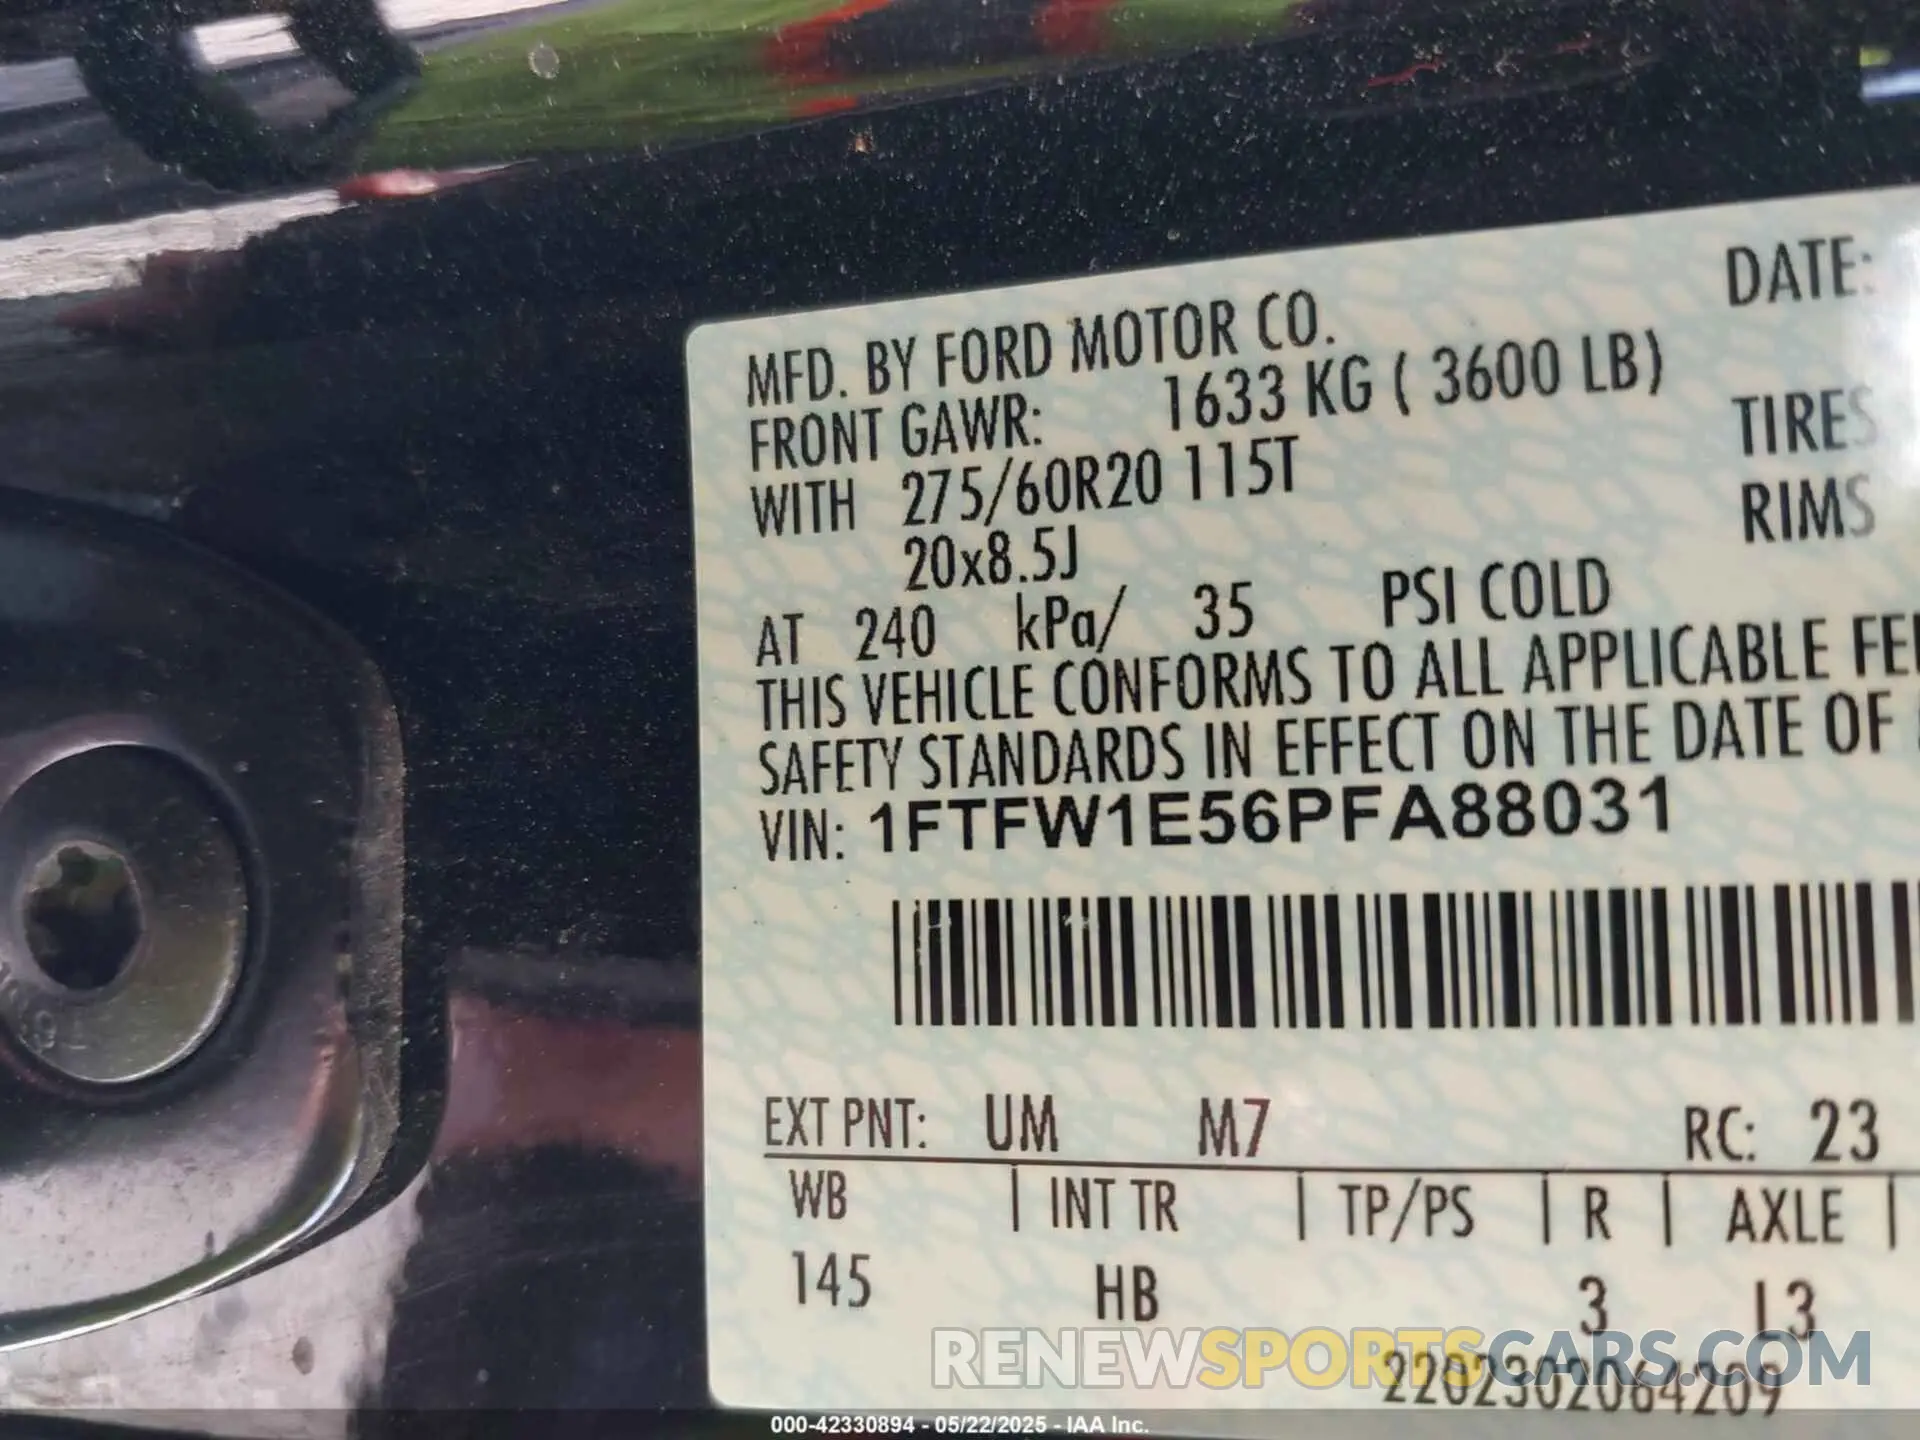 MFD. BY FORD MOTOR CO.
DATE:
FRONT GAWR: 1633 KG ( 3600 LB)
WITH 275/60R20 115T
TIRES
20x8.5J
RIMS
AT 240 kPa/ 35 PSI COLD
THIS VEHICLE CONFORMS TO ALL APPLICABLE
SAFETY STANDARDS IN EFFECT ON THE DATE OF
VIN: 1FTFW1E56PFA88031
EXT PNT: UM M7 RC: 23
WB | INT TR | TP/PS | R | AXLE |
145 HB 3 L3
RENEWSPORTSCARS.COM
2202302064209
000-42330894 - 05/22/2025 - IAA Inc.